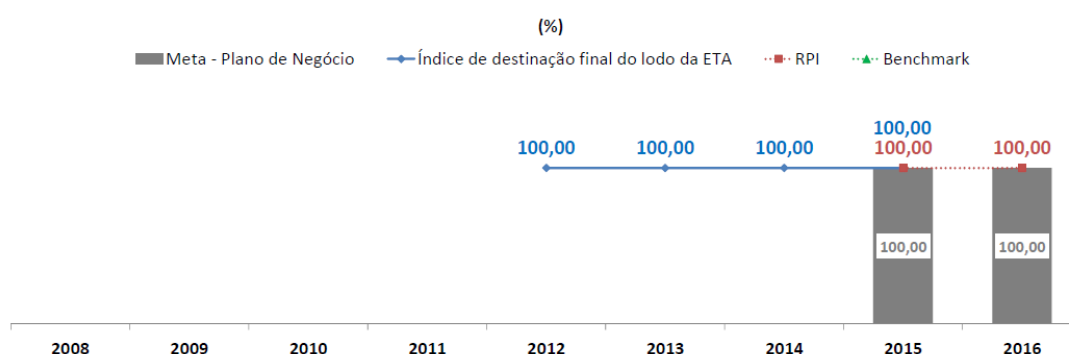 (%)
Meta - Plano de Negócio Índice de destinação final do lodo da ETA RPI Benchmark
100,00
100,00 100,00 100,00 100,00 100,00
100,00 100,00
2008 2009 2010 2011 2012 2013 2014 2015 2016